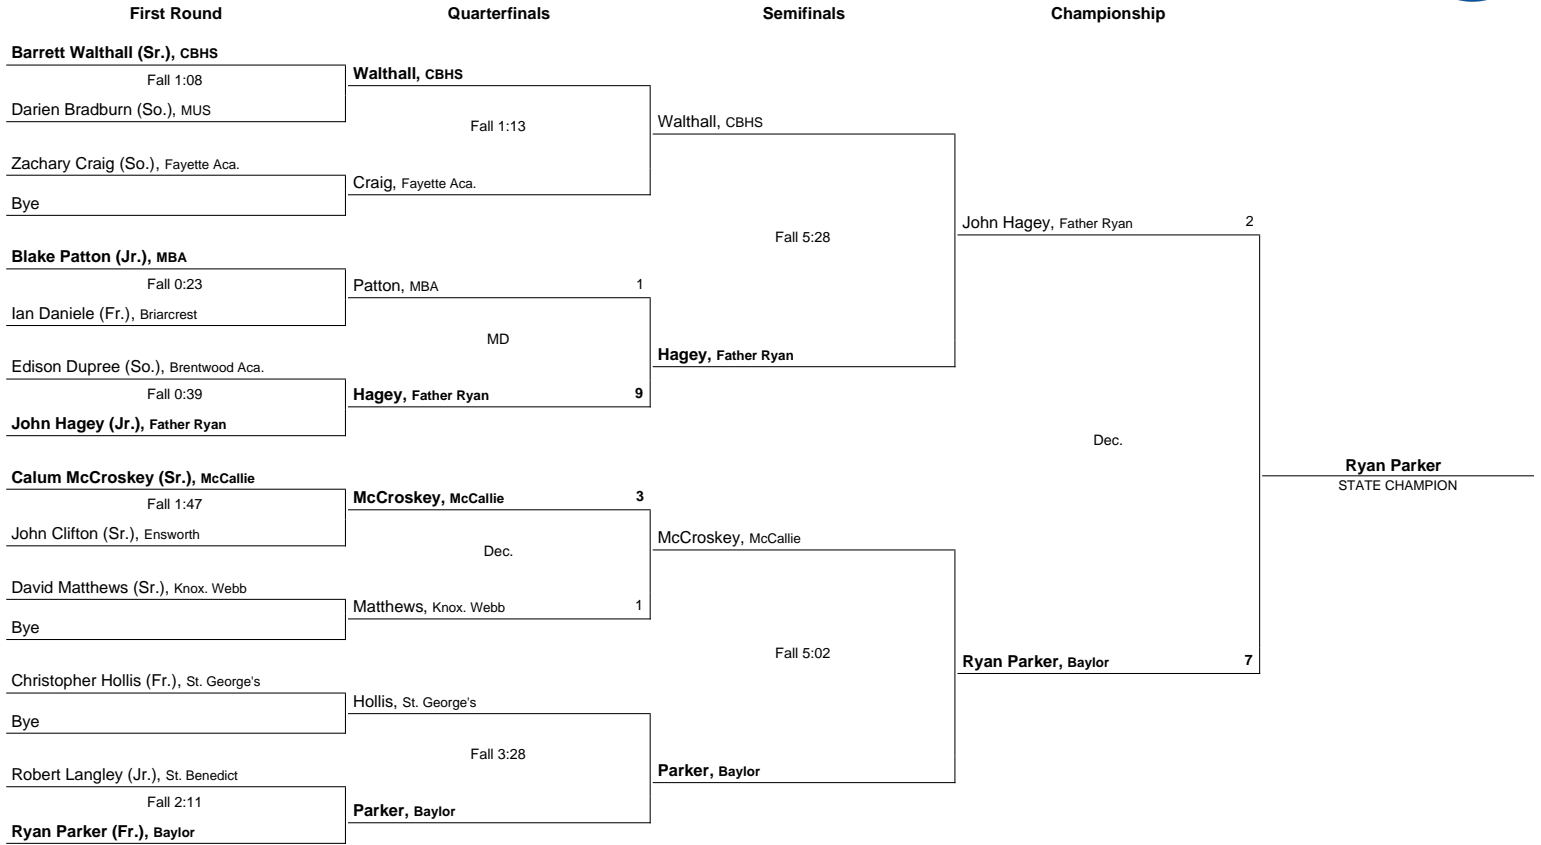 First Round Quarterfinals Semifinals Championship
Barrett Walthall (Sr.), CBHS
Fall 1:08
Darien Bradburn (So.), MUS
Zachary Craig (So.), Fayette Aca.
Bye
Blake Patton (Jr.), MBA
Fall 0:23
Ian Daniele (Fr.), Briarcrest
Edison Dupree (So.), Brentwood Aca.
Fall 0:39
John Hagey (Jr.), Father Ryan
Calum McCroskey (Sr.), McCallie
Fall 1:47
John Clifton (Sr.), Ensworth
David Matthews (Sr.), Knox. Webb
Bye
Christopher Hollis (Fr.), St. George's
Bye
Robert Langley (Jr.), St. Benedict
Fall 2:11
Ryan Parker (Fr.), Baylor
Walthall, CBHS
Fall 1:13
Craig, Fayette Aca.
Patton, MBA 1
MD
Hagey, Father Ryan 9
McCroskey, McCallie 3
Dec.
Matthews, Knox. Webb 1
Hollis, St. George's
Fall 3:28
Parker, Baylor
Walthall, CBHS
Fall 5:28
Hagey, Father Ryan
McCroskey, McCallie
Fall 5:02
Parker, Baylor
John Hagey, Father Ryan 2
Dec.
Ryan Parker, Baylor 7
Ryan Parker
STATE CHAMPION